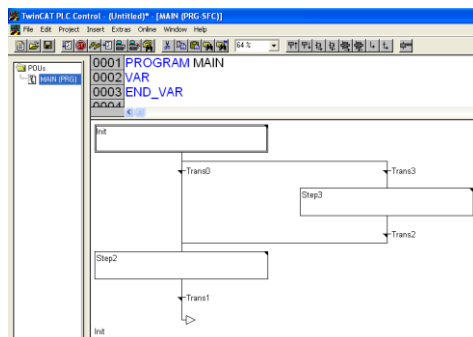 TwinCAT PLC Control - (Untitled)* - [MAIN (PRG-SFC)]
File Edit Project Insert Extras Online Window Help
64 %
POUs
MAIN (PRG)
0001 PROGRAM MAIN
0002 VAR
0003 END_VAR
0004
Init
Trans0
Trans3
Step3
Trans2
Step2
Trans1
Init